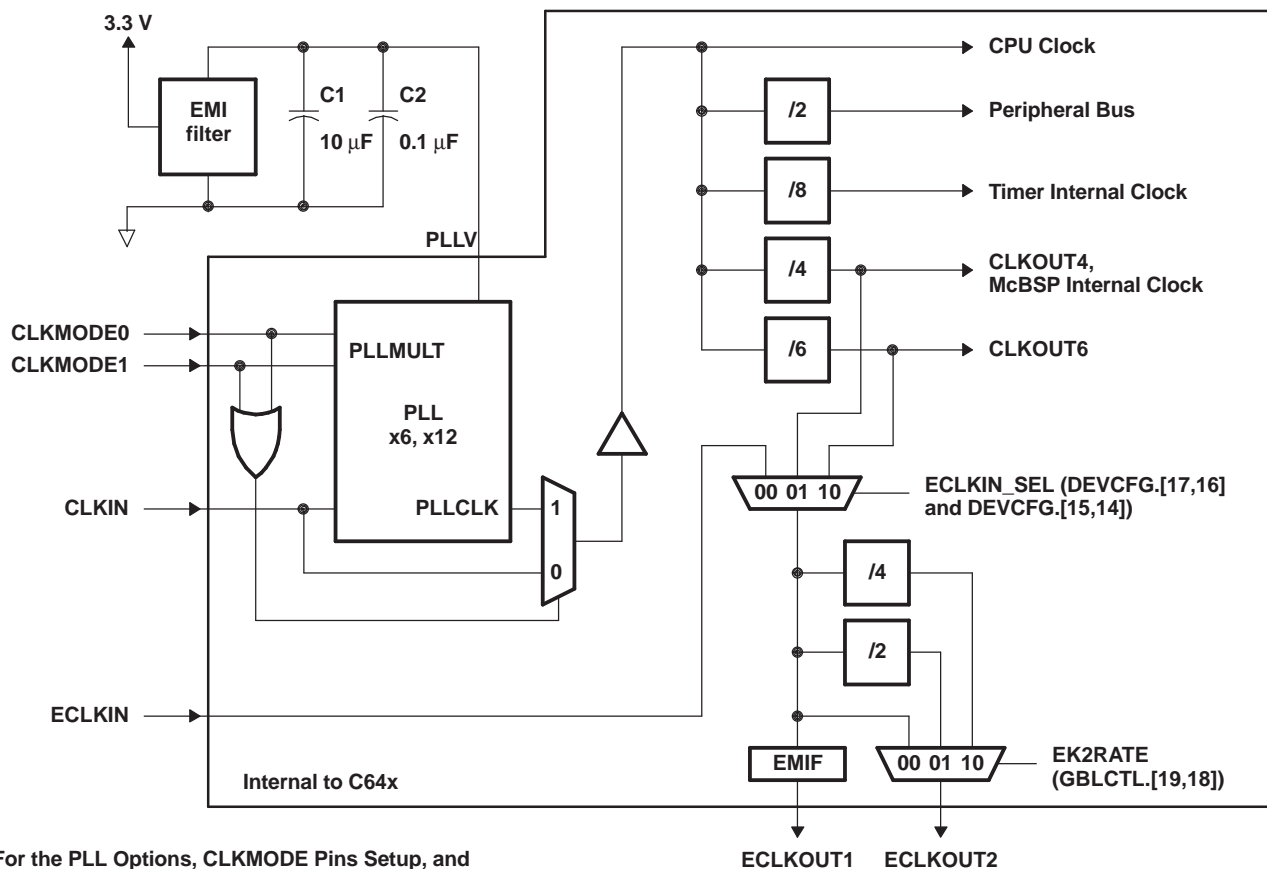 3.3 V
EMI
filter
C1
10 μF
C2
0.1 μF
PLLV
CPU Clock
/2
Peripheral Bus
/8
Timer Internal Clock
/4
CLKOUT4,
McBSP Internal Clock
/6
CLKOUT6
CLKMODE0
CLKMODE1
PLLMULT
PLL
x6, x12
CLKIN
PLLCLK
1
0
00 01 10
ECLKIN_SEL (DEVCFG.[17,16]
and DEVCFG.[15,14])
/4
/2
ECLKIN
EMIF
00 01 10
EK2RATE
(GBLCTL.[19,18])
Internal to C64x
ECLKOUT1
ECLKOUT2
For the PLL Options, CLKMODE Pins Setup, and